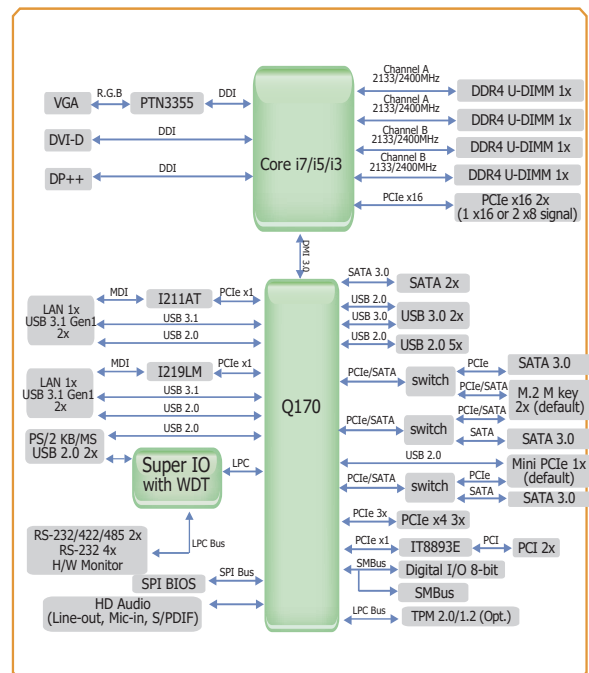 Channel A
2133/2400MHz
DDR4 U-DIMM 1x
VGA
R.G.B
PTN3355
DDI
Channel A
2133/2400MHz
DDR4 U-DIMM 1x
DVI-D
DDI
Core i7/i5/i3
Channel B
2133/2400MHz
DDR4 U-DIMM 1x
DP++
DDI
Channel B
2133/2400MHz
DDR4 U-DIMM 1x
PCIe x16
PCIe x16 2x
(1 x16 or 2 x8 signal)
DMI 3.0
LAN 1x
USB 3.1 Gen1
2x
MDI
I211AT
PCIe x1
USB 3.1
USB 2.0
LAN 1x
USB 3.1 Gen1
2x
MDI
I219LM
PCIe x1
USB 3.1
USB 2.0
PS/2 KB/MS
USB 2.0 2x
USB 2.0
Super IO
with WDT
LPC
RS-232/422/485 2x
RS-232 4x
H/W Monitor
LPC Bus
SPI BIOS
SPI Bus
HD Audio
(Line-out, Mic-in, S/PDIF)
Q170
SATA 3.0
SATA 2x
USB 2.0
USB 3.0
USB 3.0 2x
USB 2.0
USB 2.0 5x
PCIe/SATA
switch
PCIe
SATA 3.0
PCIe/SATA
M.2 M key
2x (default)
PCIe/SATA
switch
PCIe/SATA
SATA
SATA 3.0
USB 2.0
Mini PCIe 1x
(default)
PCIe/SATA
switch
PCIe
SATA
SATA 3.0
PCIe 3x
PCIe x4 3x
PCIe x1
IT8893E
PCI
PCI 2x
SMBus
Digital I/O 8-bit
SMBus
LPC Bus
TPM 2.0/1.2 (Opt.)